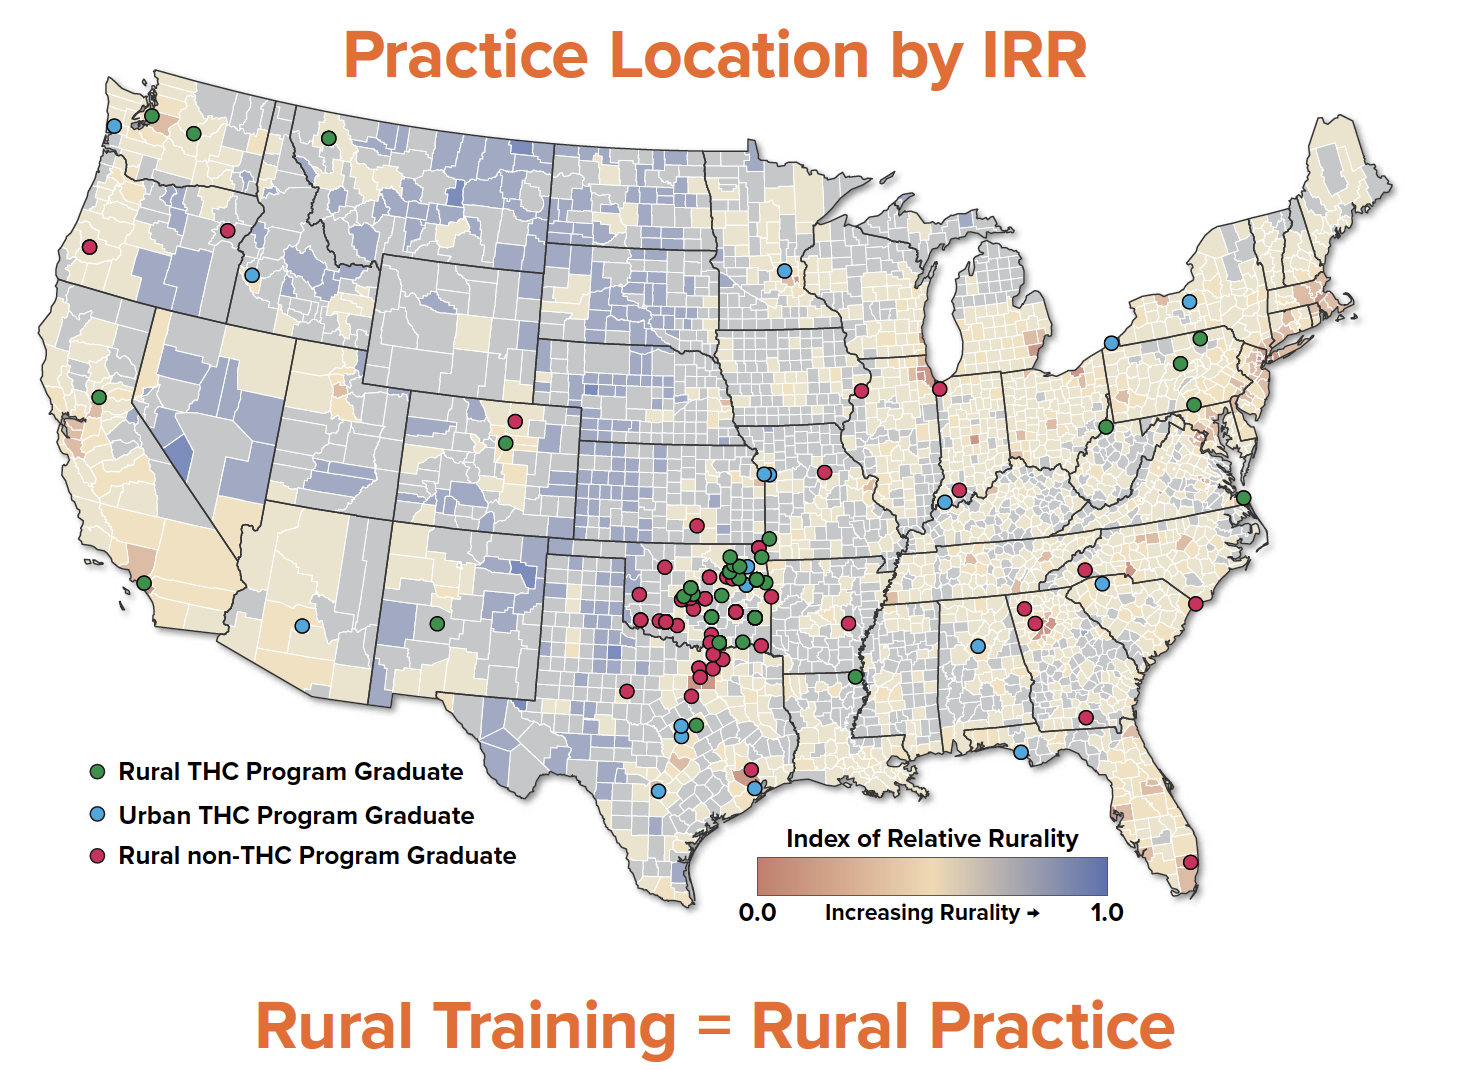 Practice Location by IRR
Rural THC Program Graduate
Urban THC Program Graduate
Rural non-THC Program Graduate
Index of Relative Rurality
0.0
Increasing Rurality →
1.0
Rural Training = Rural Practice